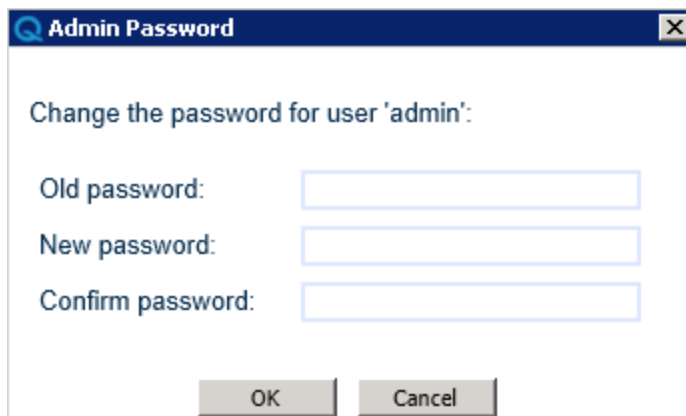 Admin Password
Change the password for user 'admin':
Old password:
New password:
Confirm password:
OK Cancel